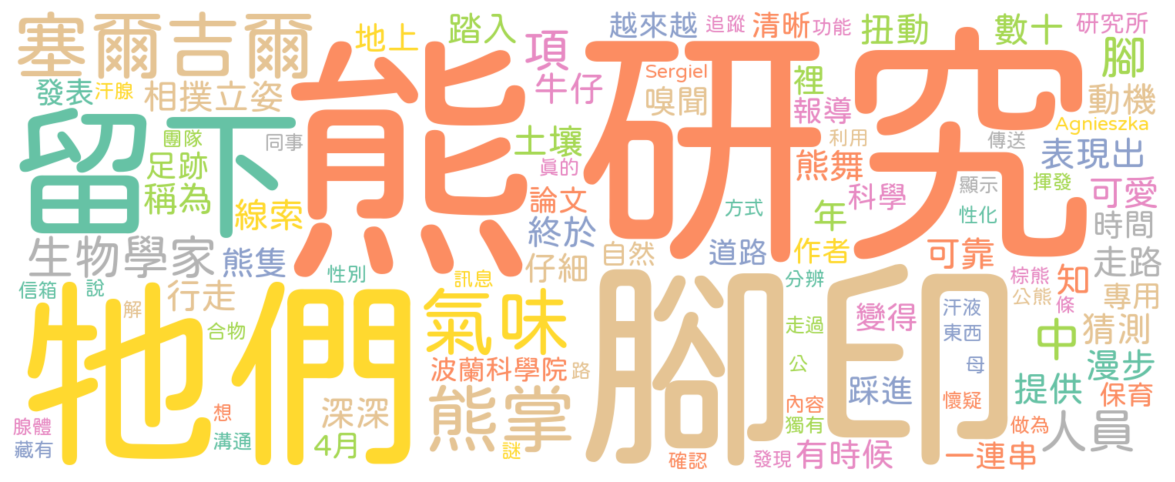 塞爾吉爾
地上
踏入
項
越來越
追蹤
清晰
功能
扭動
數十
研究所
腳
發表
汗腺
相撲立姿
熊
牛仔
Sergiel
嗅聞
研究
裡
報導
動機
Agnieszka
留下
團隊
同事
土壤
真的
利用
傳送
表現出
足跡
稱為
論文
熊舞
科學
顯示
揮發
可愛
線索
終於
方式
年
性化
時間
生物學家
熊隻
性別
仔細
自然
道路
作者
可靠
走路
信箱
說
行走
訊息
分辨
棕熊
公熊
知
條
專用
牠們
解
合物
氣味
腳印
走過
變得
汗液
東西
中
猜測
波蘭科學院
路
公
母
漫步
腺體
藏有
想
溝通
深深
4月
熊掌
謎
踩進
內容
獨有
懷疑
提供
保育
做為
人員
確認
發現
有時候
一連串